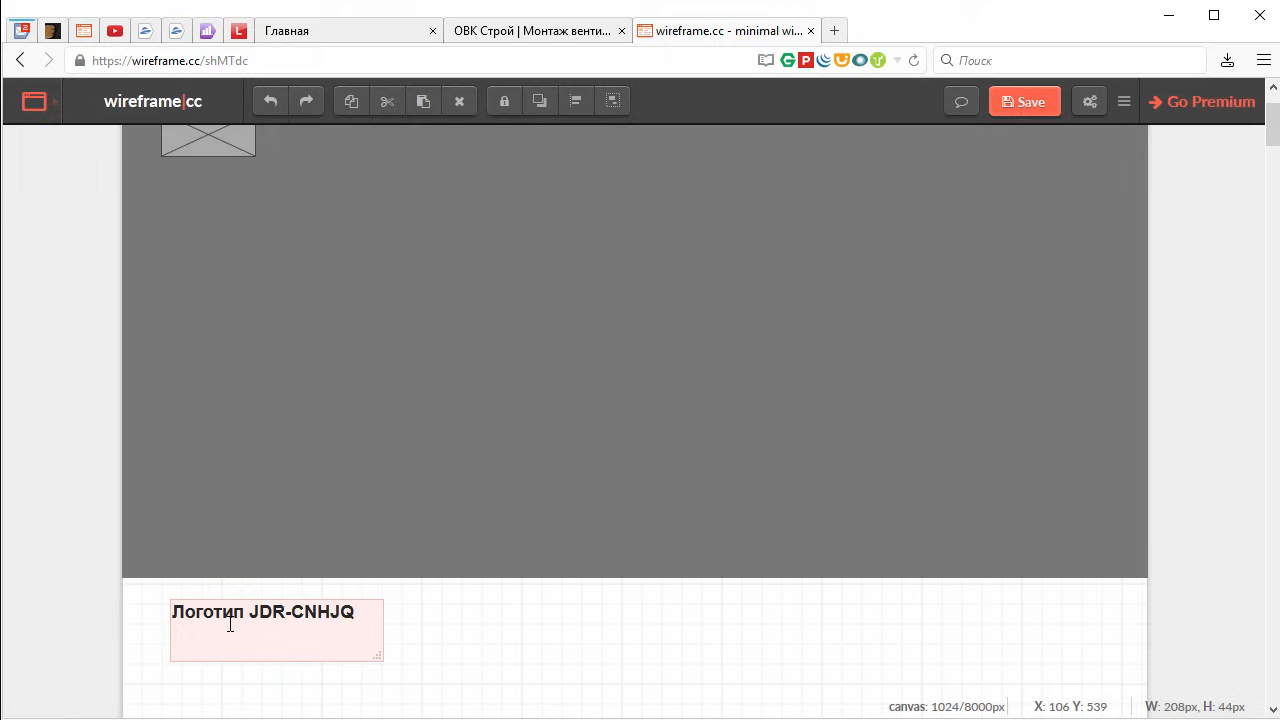 Главная
ОВК Строй | Монтаж венти...
wireframe.cc - minimal wi...
https://wireframe.cc/shMTdc
Поиск
wireframe|cc
Save
Go Premium
Логотип JDR-CNHJQ
canvas: 1024/8000px
X: 106 Y: 539
W: 208px, H: 44px